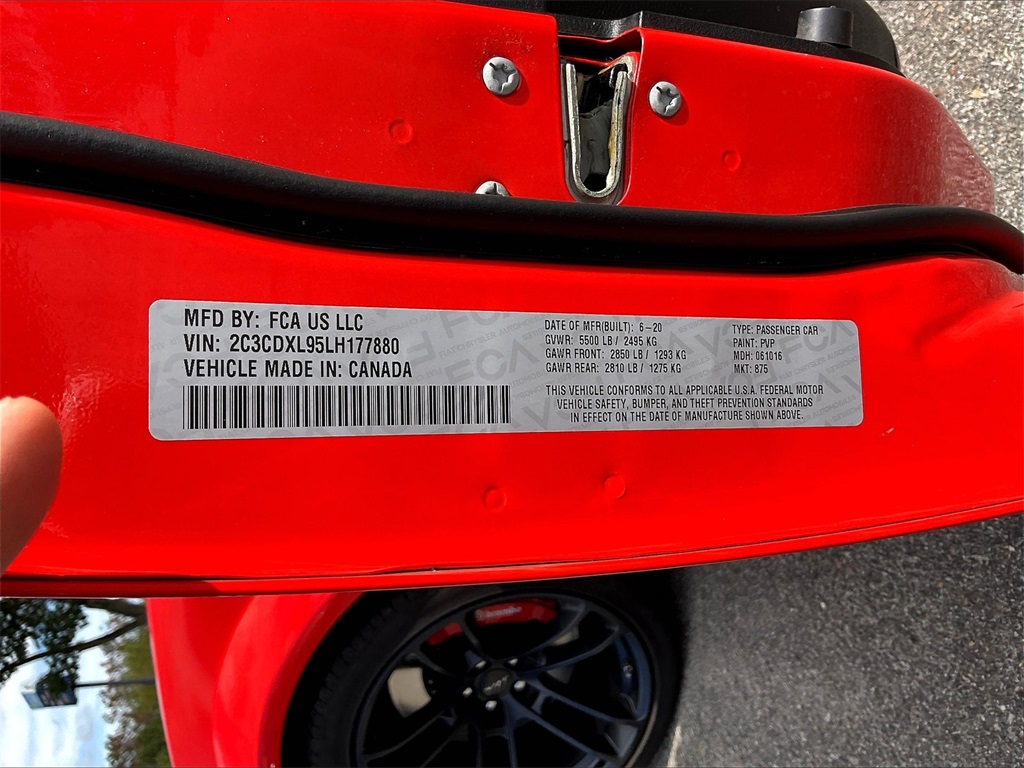 MFD BY: FCA US LLC
VIN: 2C3CDXL95LH177880
VEHICLE MADE IN: CANADA
DATE OF MFR(BUILT): 6-20
GVWR: 5500 LB / 2495 KG
GAWR FRONT: 2850 LB / 1293 KG
GAWR REAR: 2810 LB / 1275 KG
TYPE: PASSENGER CAR
PAINT: PVP
MDH: 061016
MKT: 875
THIS VEHICLE CONFORMS TO ALL APPLICABLE U.S.A. FEDERAL MOTOR
VEHICLE SAFETY, BUMPER, AND THEFT PREVENTION STANDARDS
IN EFFECT ON THE DATE OF MANUFACTURE SHOWN ABOVE.
brembo